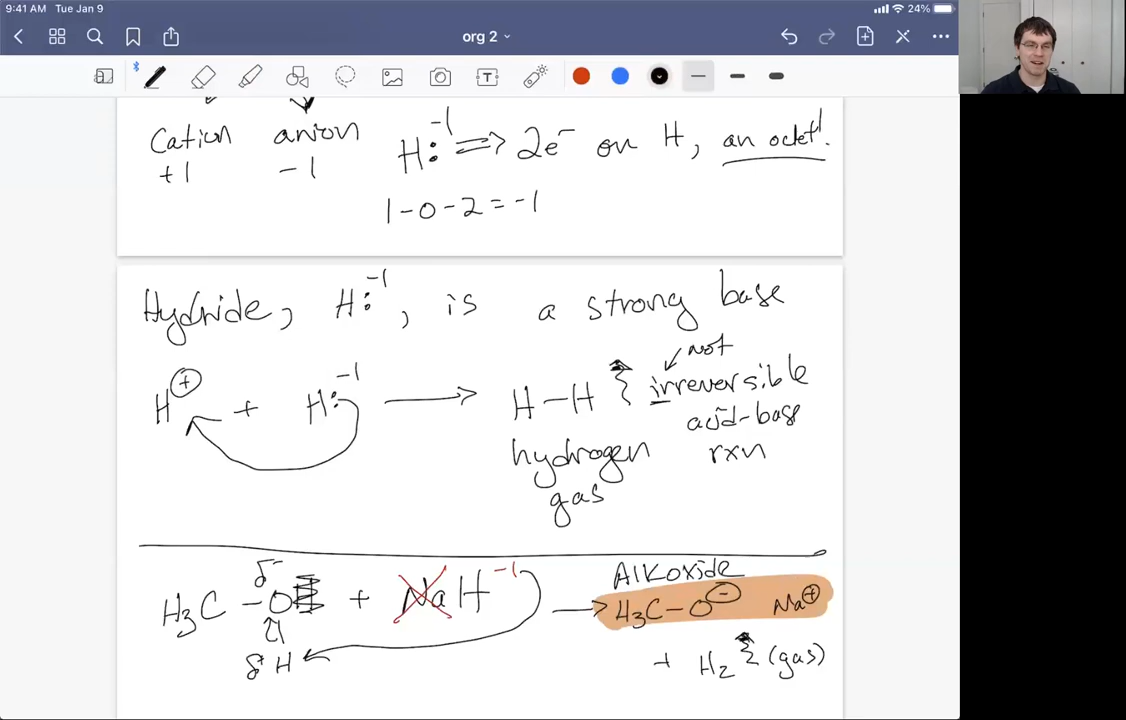 9:41 AM Tue Jan 9
24%
org 2
Cation anion H:⁻¹ ⟹ 2e⁻ on H, an octet!
+1 -1
1-0-2=-1
Hydride, H:⁻¹, is a strong base
not
H⊕ + H:⁻¹ → H-H irreversible
acid-base
hydrogen rxn
gas
δ⁻ Alkoxide
H₃C-O + NaH⁻¹ → H₃C-O⊖ Na⊕
δ⁺ H + H₂ (gas)